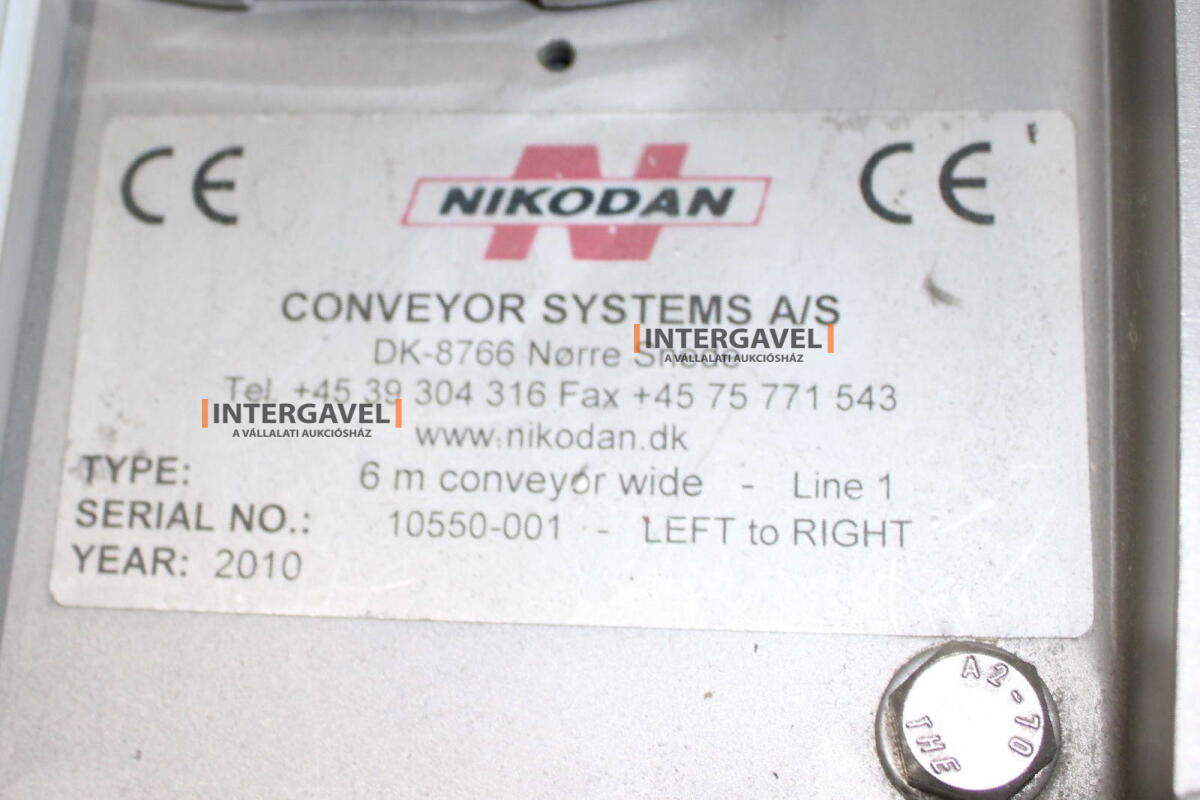 CE NIKODAN CE
CONVEYOR SYSTEMS A/S
INTERGAVEL
A VÁLLALATI AUKCIÓSHÁZ
DK-8766 Nørre Snede
Tel. +45 39 304 316 Fax +45 75 771 543
INTERGAVEL
A VÁLLALATI AUKCIÓSHÁZ
www.nikodan.dk
TYPE: 6 m conveyor wide - Line 1
SERIAL NO.: 10550-001 - LEFT to RIGHT
YEAR: 2010
A2-70
THE